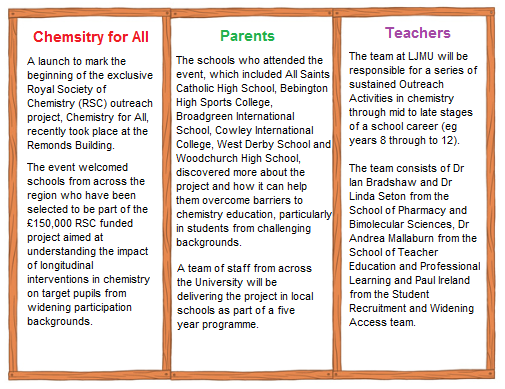 Chemsitry for All
A launch to mark the
beginning of the exclusive
Royal Society of
Chemistry (RSC) outreach
project, Chemistry for All,
recently took place at the
Remonds Building.
The event welcomed
schools from across the
region who have been
selected to be part of the
£150,000 RSC funded
project aimed at
understanding the impact
of longitudinal
interventions in chemistry
on target pupils from
widening participation
backgrounds.
Parents
The schools who attended the
event, which included All Saints
Catholic High School, Bebington
High Sports College,
Broadgreen International
School, Cowley International
College, West Derby School and
Woodchurch High School,
discovered more about the
project and how it can help
them overcome barriers to
chemistry education, particularly
in students from challenging
backgrounds.
A team of staff from across
the University will be
delivering the project in local
schools as part of a five
year programme.
Teachers
The team at LJMU will be
responsible for a series of
sustained Outreach
Activities in chemistry
through mid to late stages
of a school career (eg
years 8 through to 12).
The team consists of Dr
Ian Bradshaw and Dr
Linda Seton from the
School of Pharmacy and
Bimolecular Sciences, Dr
Andrea Mallaburn from the
School of Teacher
Education and Professional
Learning and Paul Ireland
from the Student
Recruitment and Widening
Access team.